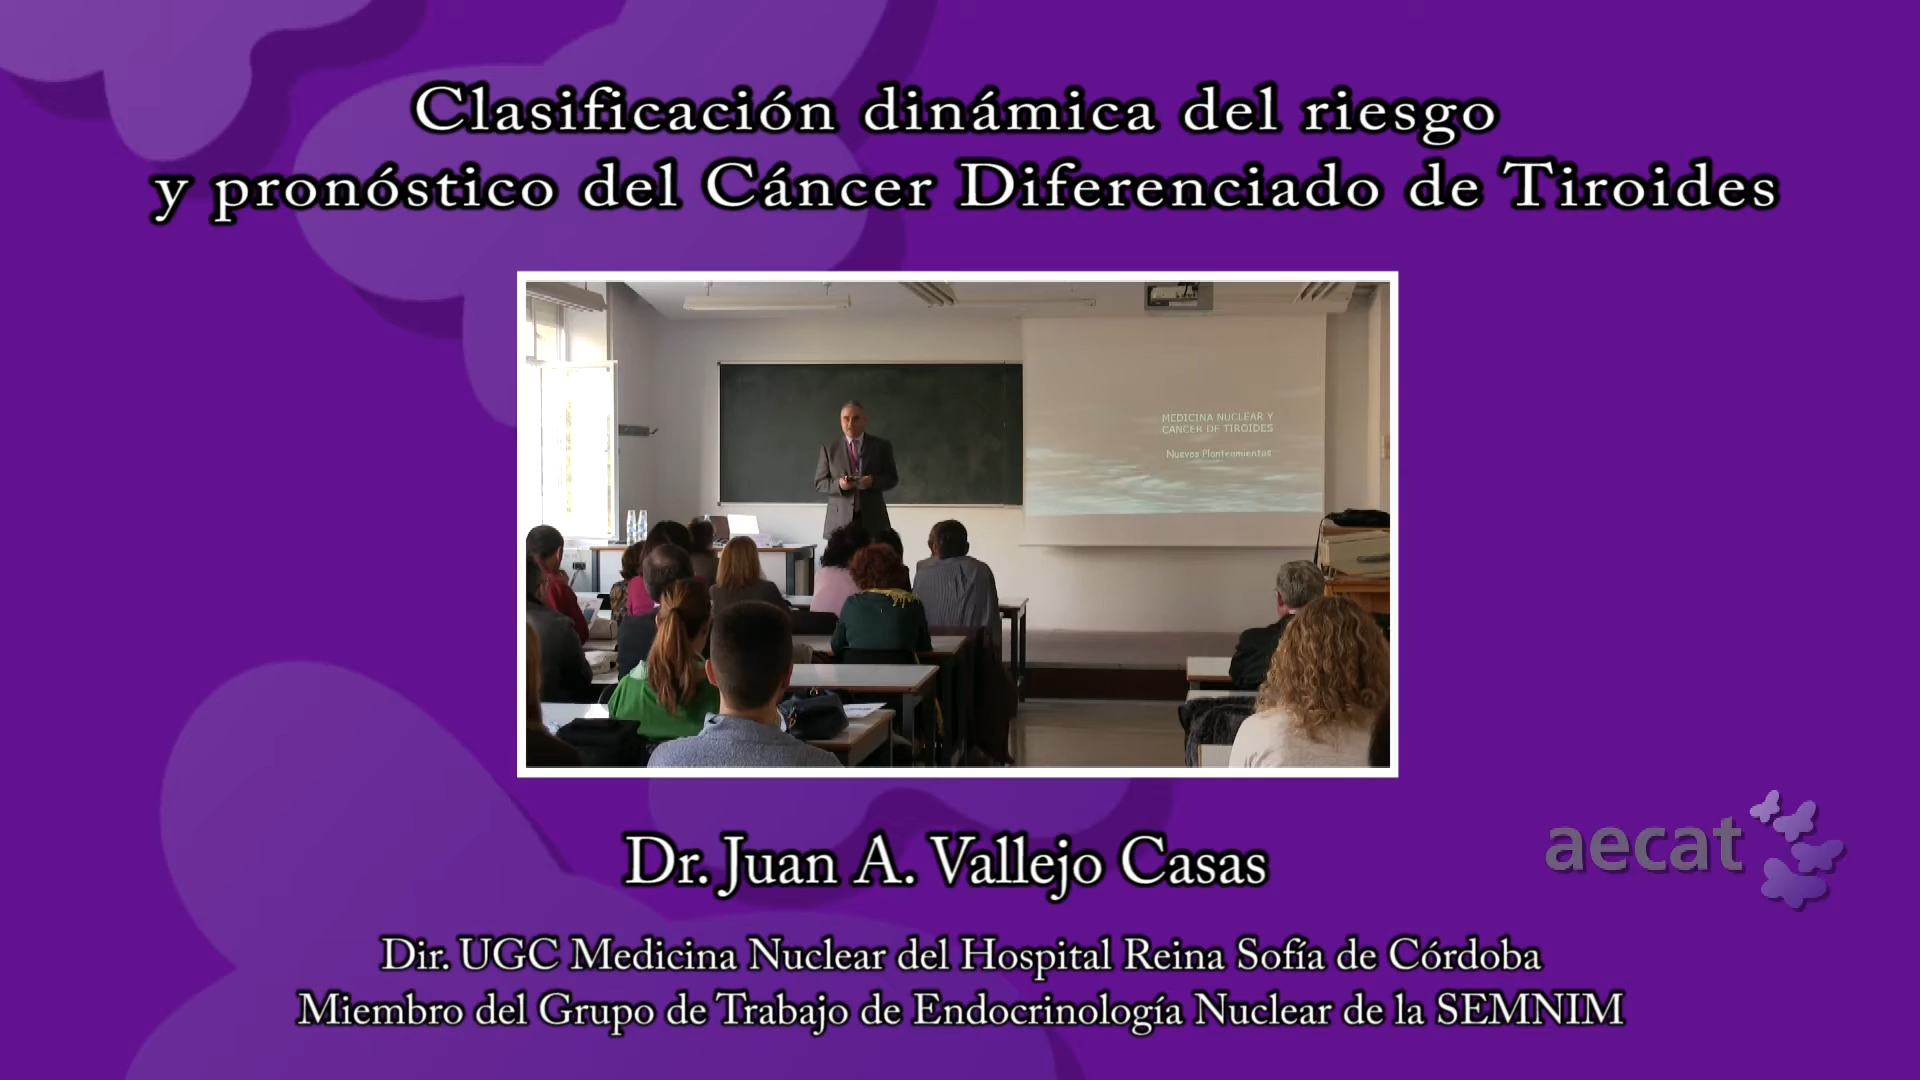 Clasificación dinámica del riesgo
y pronóstico del Cáncer Diferenciado de Tiroides
MEDICINA NUCLEAR Y
CANCER DE TIROIDES
Nuevos Planteamientos
Dr. Juan A. Vallejo Casas
aecat
Dir. UGC Medicina Nuclear del Hospital Reina Sofía de Córdoba
Miembro del Grupo de Trabajo de Endocrinología Nuclear de la SEMNIM